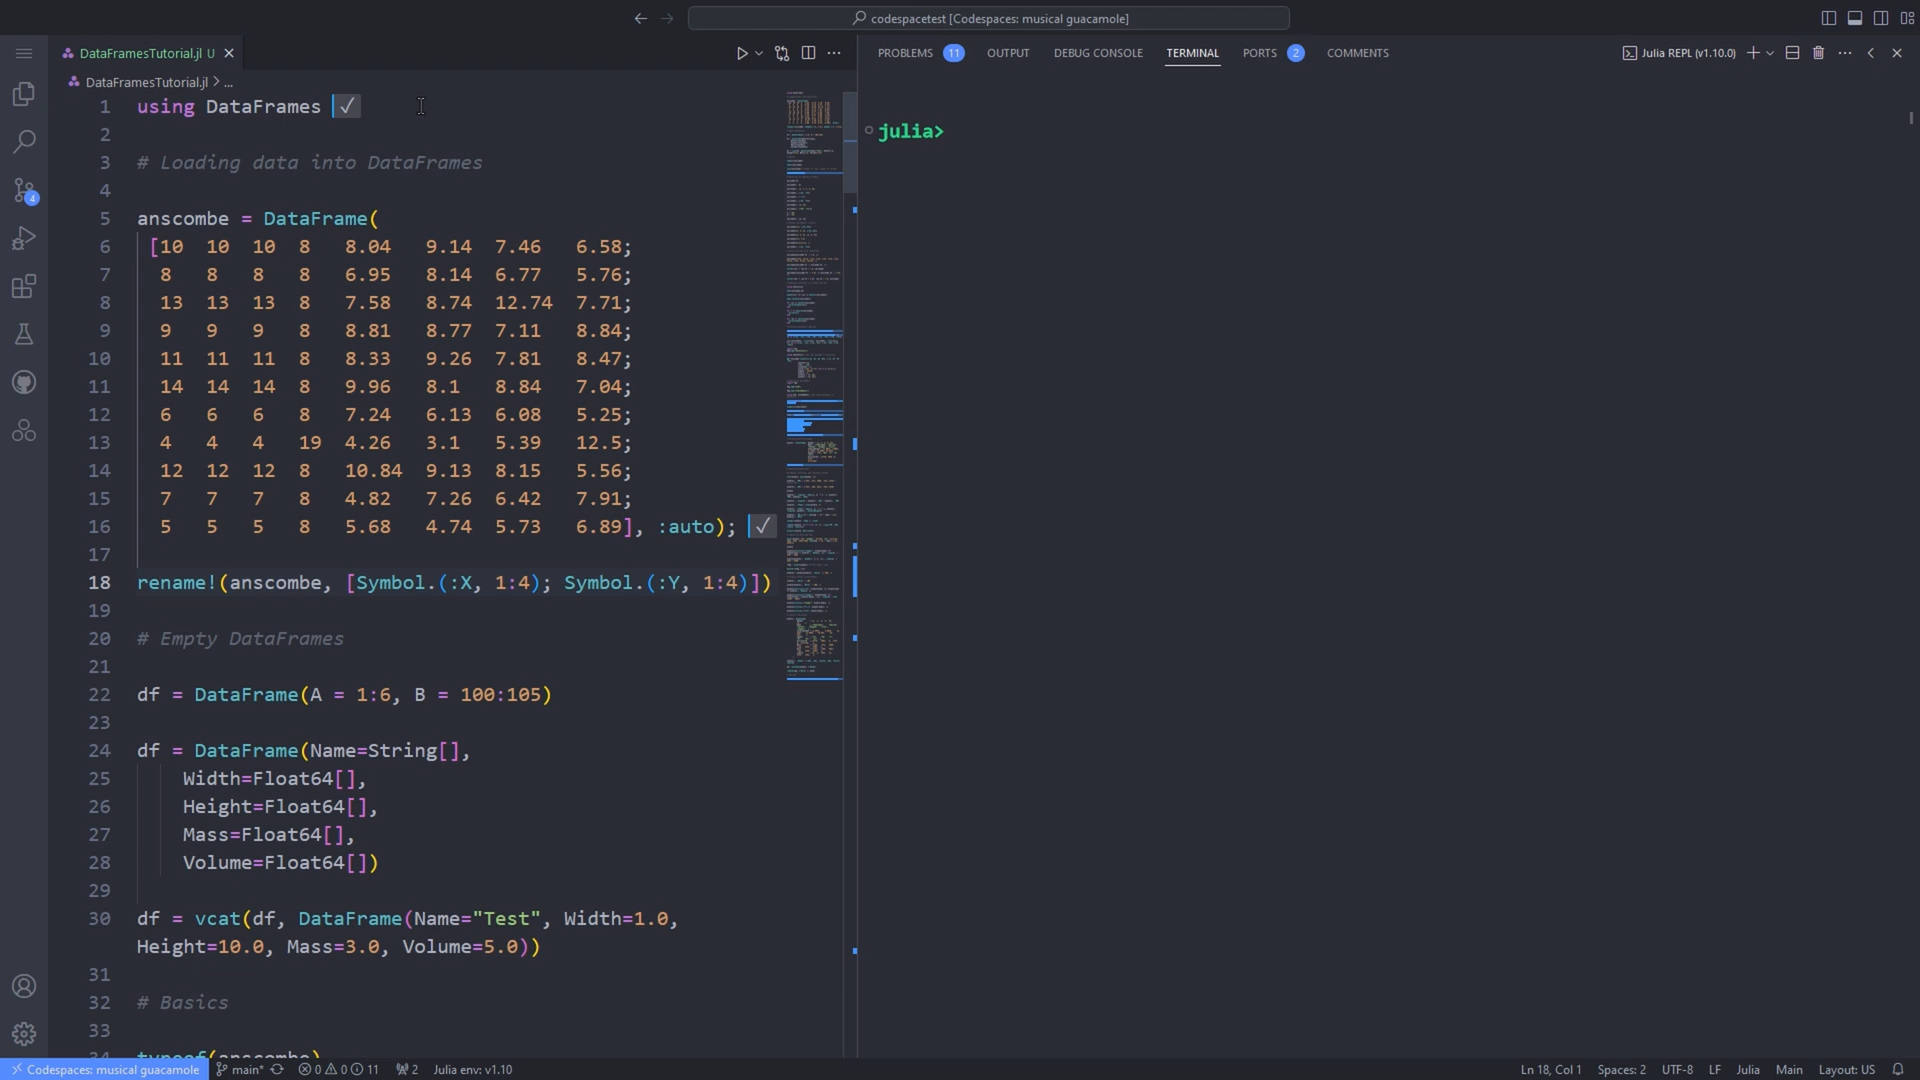 codespacetest [Codespaces: musical guacamole]
DataFramesTutorial.jl U
PROBLEMS 11 OUTPUT DEBUG CONSOLE TERMINAL PORTS 2 COMMENTS
Julia REPL (v1.10.0)
DataFramesTutorial.jl > ...
1 using DataFrames ✓
2
3 # Loading data into DataFrames
4
5 anscombe = DataFrame(
6 [10 10 10 8 8.04 9.14 7.46 6.58;
7 8 8 8 8 6.95 8.14 6.77 5.76;
8 13 13 13 8 7.58 8.74 12.74 7.71;
9 9 9 9 8 8.81 8.77 7.11 8.84;
10 11 11 11 8 8.33 9.26 7.81 8.47;
11 14 14 14 8 9.96 8.1 8.84 7.04;
12 6 6 6 8 7.24 6.13 6.08 5.25;
13 4 4 4 19 4.26 3.1 5.39 12.5;
14 12 12 12 8 10.84 9.13 8.15 5.56;
15 7 7 7 8 4.82 7.26 6.42 7.91;
16 5 5 5 8 5.68 4.74 5.73 6.89], :auto); ✓
17
18 rename!(anscombe, [Symbol.(:X, 1:4); Symbol.(:Y, 1:4)])
19
20 # Empty DataFrames
21
22 df = DataFrame(A = 1:6, B = 100:105)
23
24 df = DataFrame(Name=String[],
25 Width=Float64[],
26 Height=Float64[],
27 Mass=Float64[],
28 Volume=Float64[])
29
30 df = vcat(df, DataFrame(Name="Test", Width=1.0,
Height=10.0, Mass=3.0, Volume=5.0))
31
32 # Basics
33
34 typeof(anscombe)
julia>
4
Codespaces: musical guacamole main* 0 0 11 2 Julia env: v1.10
Ln 18, Col 1 Spaces: 2 UTF-8 LF Julia Main Layout: US